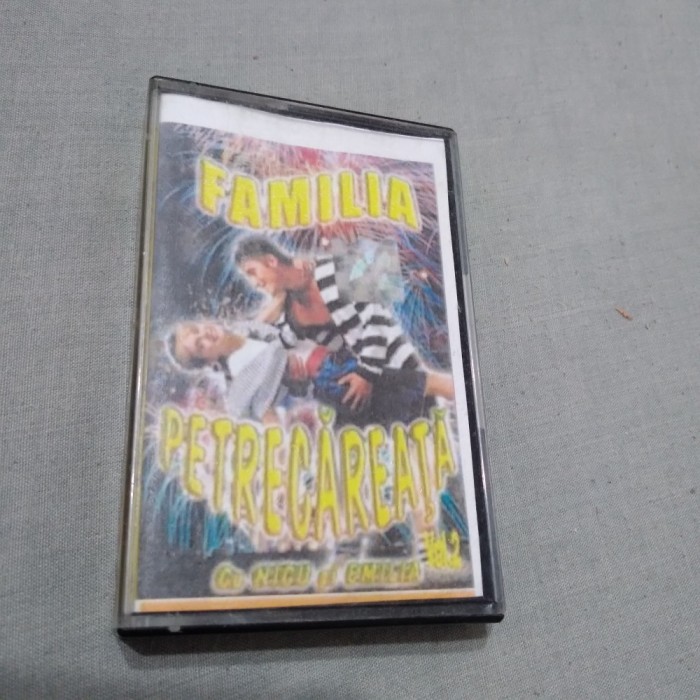 FAMILIA
PETRECĂREAȚĂ
Vol.2
Cu NICU și EMILIA